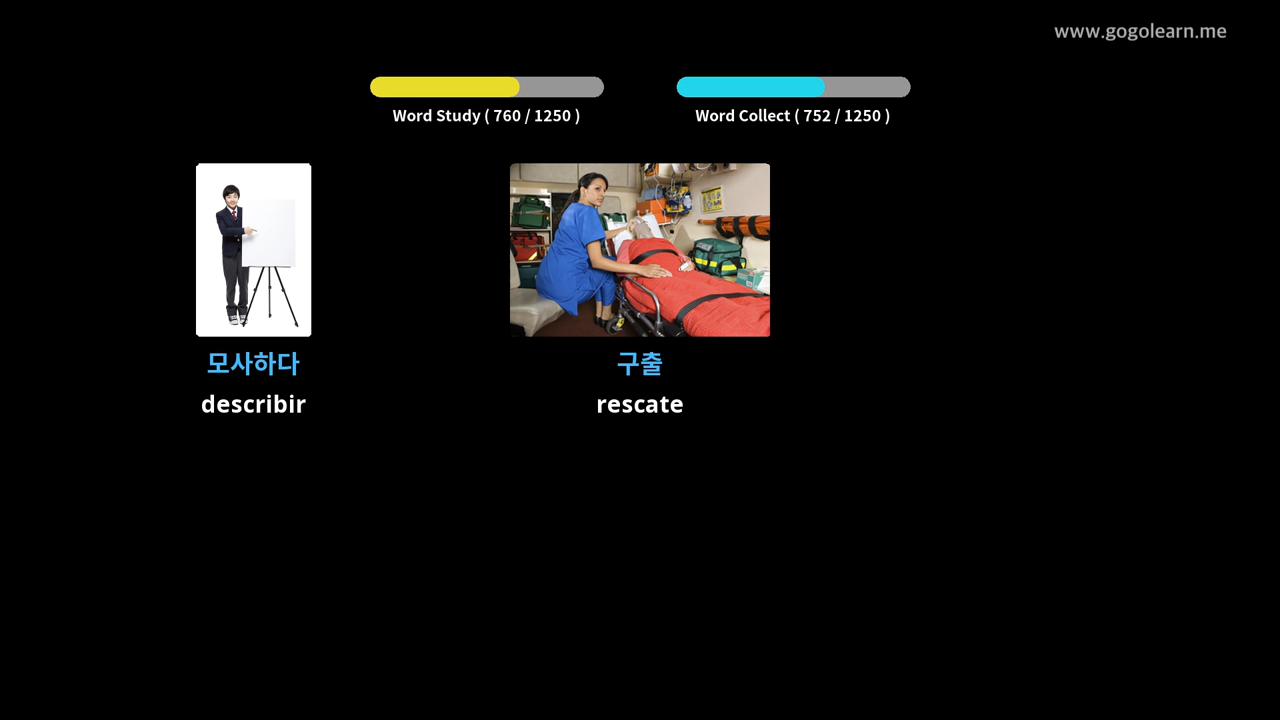 www.gogolearn.me
Word Study ( 760 / 1250 )
Word Collect ( 752 / 1250 )
모사하다
describir
구출
rescate